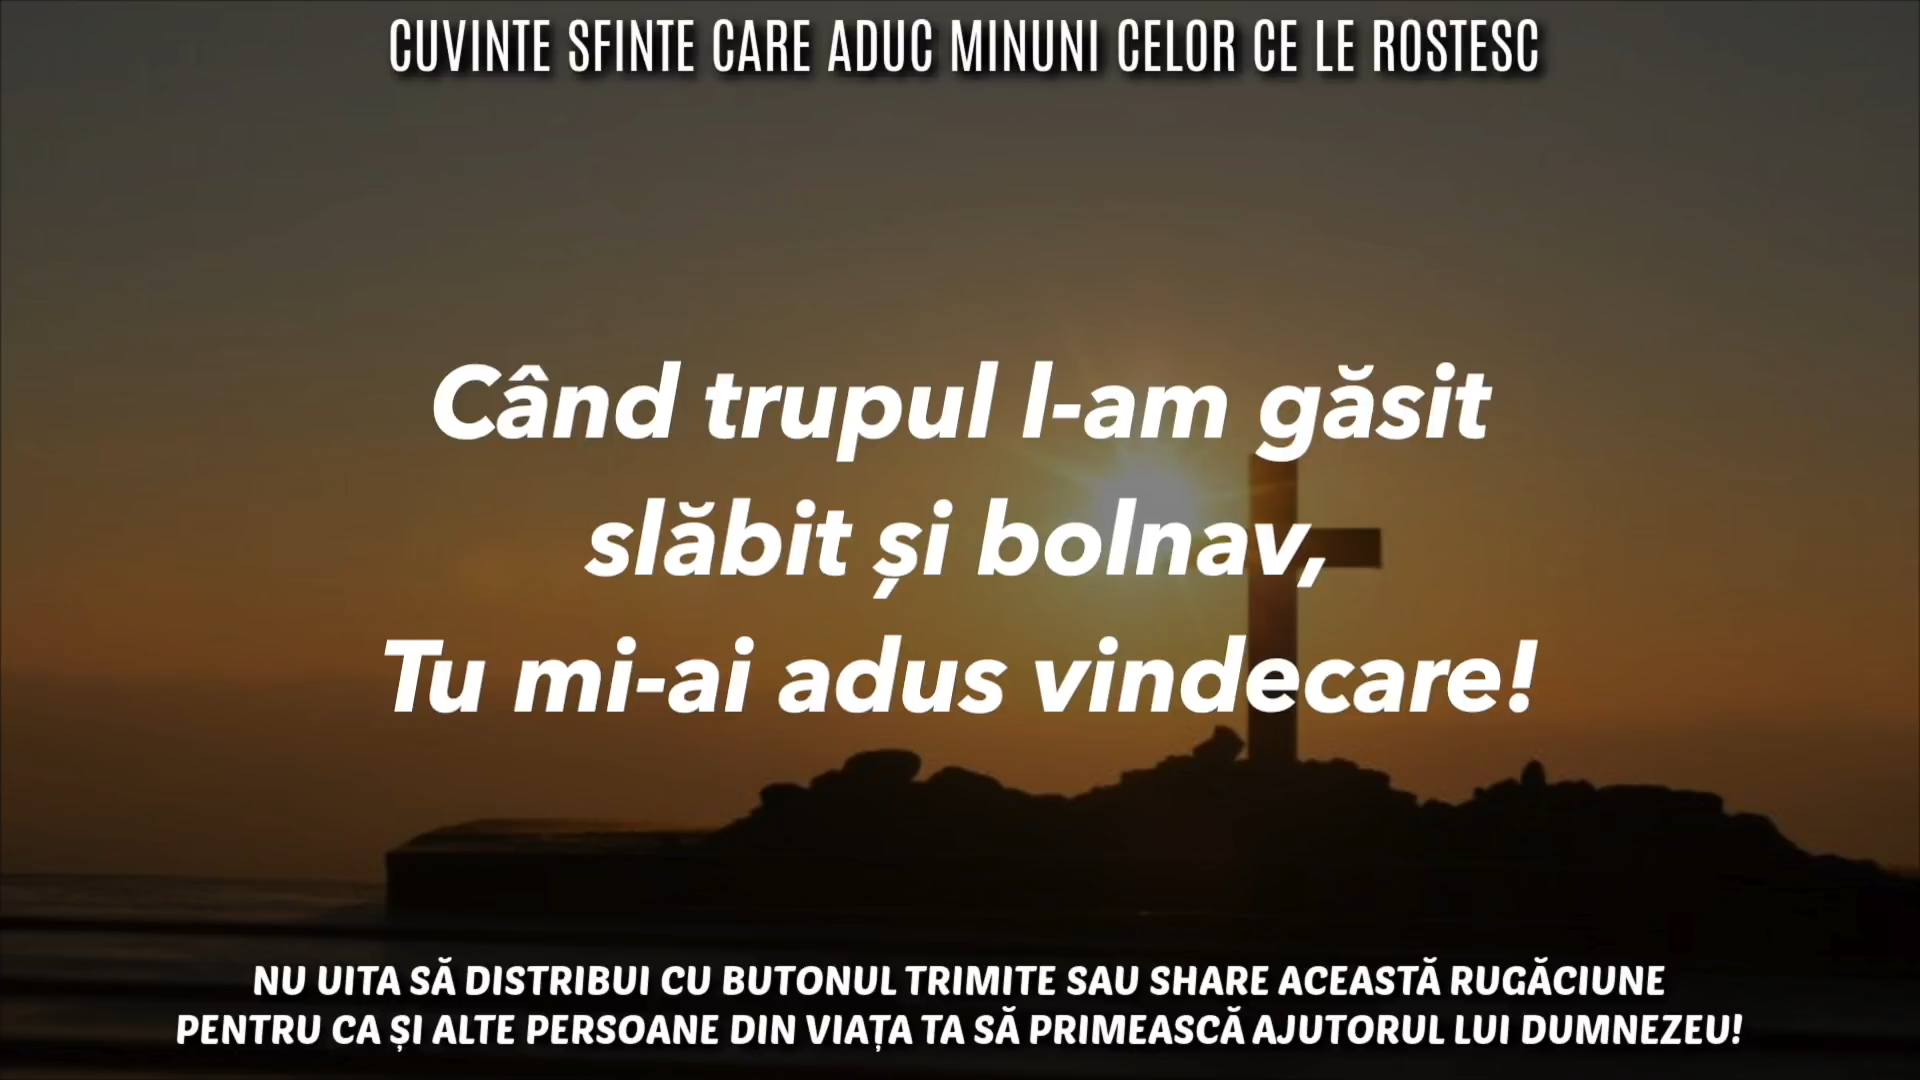 CUVINTE SFINTE CARE ADUC MINUNI CELOR CE LE ROSTESC
Când trupul l-am găsit
slăbit și bolnav,
Tu mi-ai adus vindecare!
NU UITA SĂ DISTRIBUI CU BUTONUL TRIMITE SAU SHARE ACEASTĂ RUGĂCIUNE
PENTRU CA ȘI ALTE PERSOANE DIN VIAȚA TA SĂ PRIMEASCĂ AJUTORUL LUI DUMNEZEU!